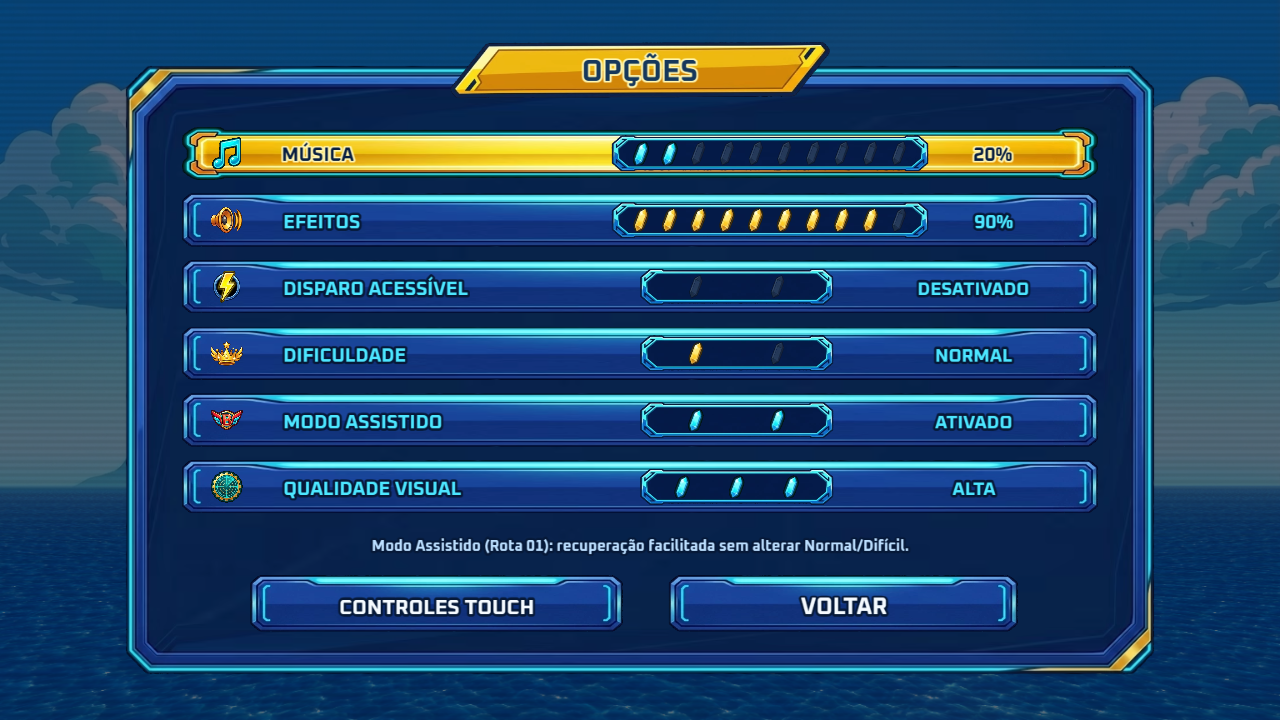 OPÇÕES
MÚSICA 20%
EFEITOS 90%
DISPARO ACESSÍVEL DESATIVADO
DIFICULDADE NORMAL
MODO ASSISTIDO ATIVADO
QUALIDADE VISUAL ALTA
Modo Assistido (Rota 01): recuperação facilitada sem alterar Normal/Difícil.
CONTROLES TOUCH VOLTAR